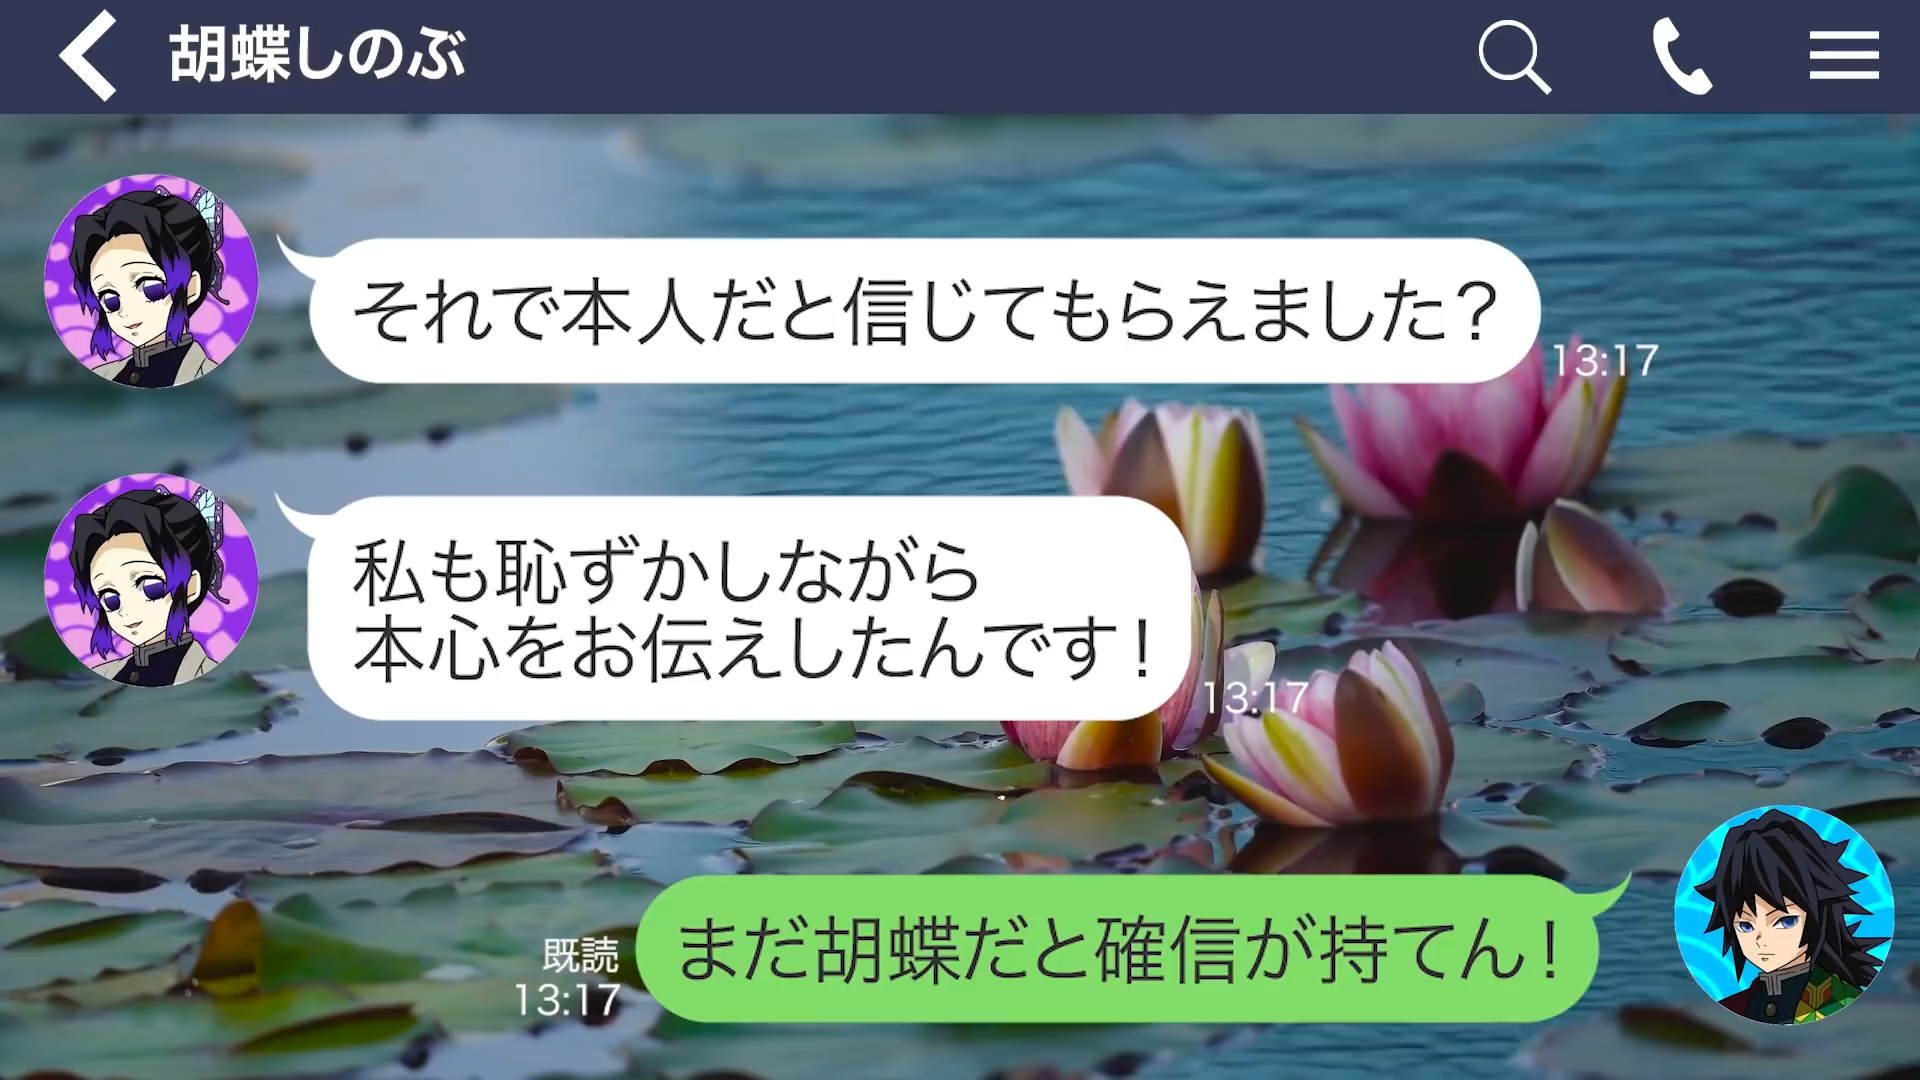 胡蝶しのぶ
それで本人だと信じてもらえました？
13:17
私も恥ずかしながら
本心をお伝えしたんです！
13:17
まだ胡蝶だと確信が持てん！
既読
13:17